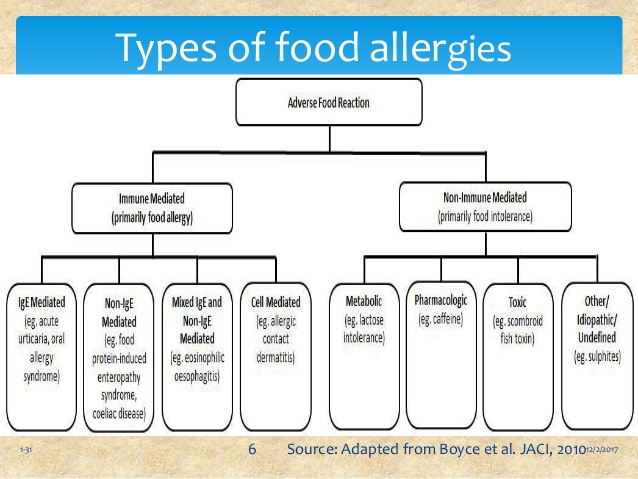 Types of food allergies
Adverse Food Reaction
Immune Mediated
(primarily food allergy)
Non-Immune Mediated
(primarily food intolerance)
IgE Mediated
(eg. acute
urticaria, oral
allergy
syndrome)
Non-IgE
Mediated
(eg. food
protein-induced
enteropathy
syndrome,
coeliac disease)
Mixed IgE and
Non-IgE
Mediated
(eg. eosinophilic
oesophagitis)
Cell Mediated
(eg. allergic
contact
dermatitis)
Metabolic
(eg. lactose
intolerance)
Pharmacologic
(eg. caffeine)
Toxic
(eg. scombroid
fish toxin)
Other/
Idiopathic/
Undefined
(eg. sulphites)
1-31
6
Source: Adapted from Boyce et al. JACI, 2010
12/2/2017